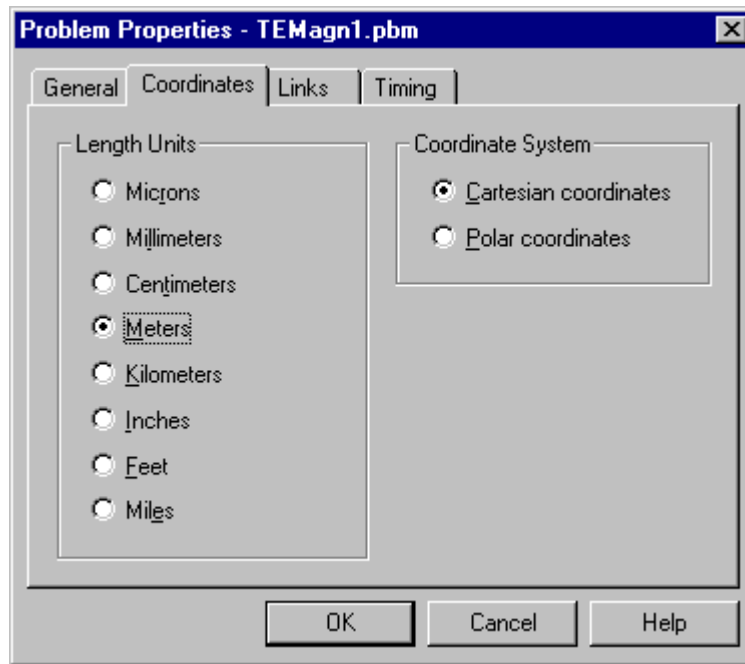 Problem Properties - TEMagn1.pbm
General Coordinates Links Timing
Length Units
Microns
Millimeters
Centimeters
Meters
Kilometers
Inches
Feet
Miles
Coordinate System
Cartesian coordinates
Polar coordinates
OK Cancel Help